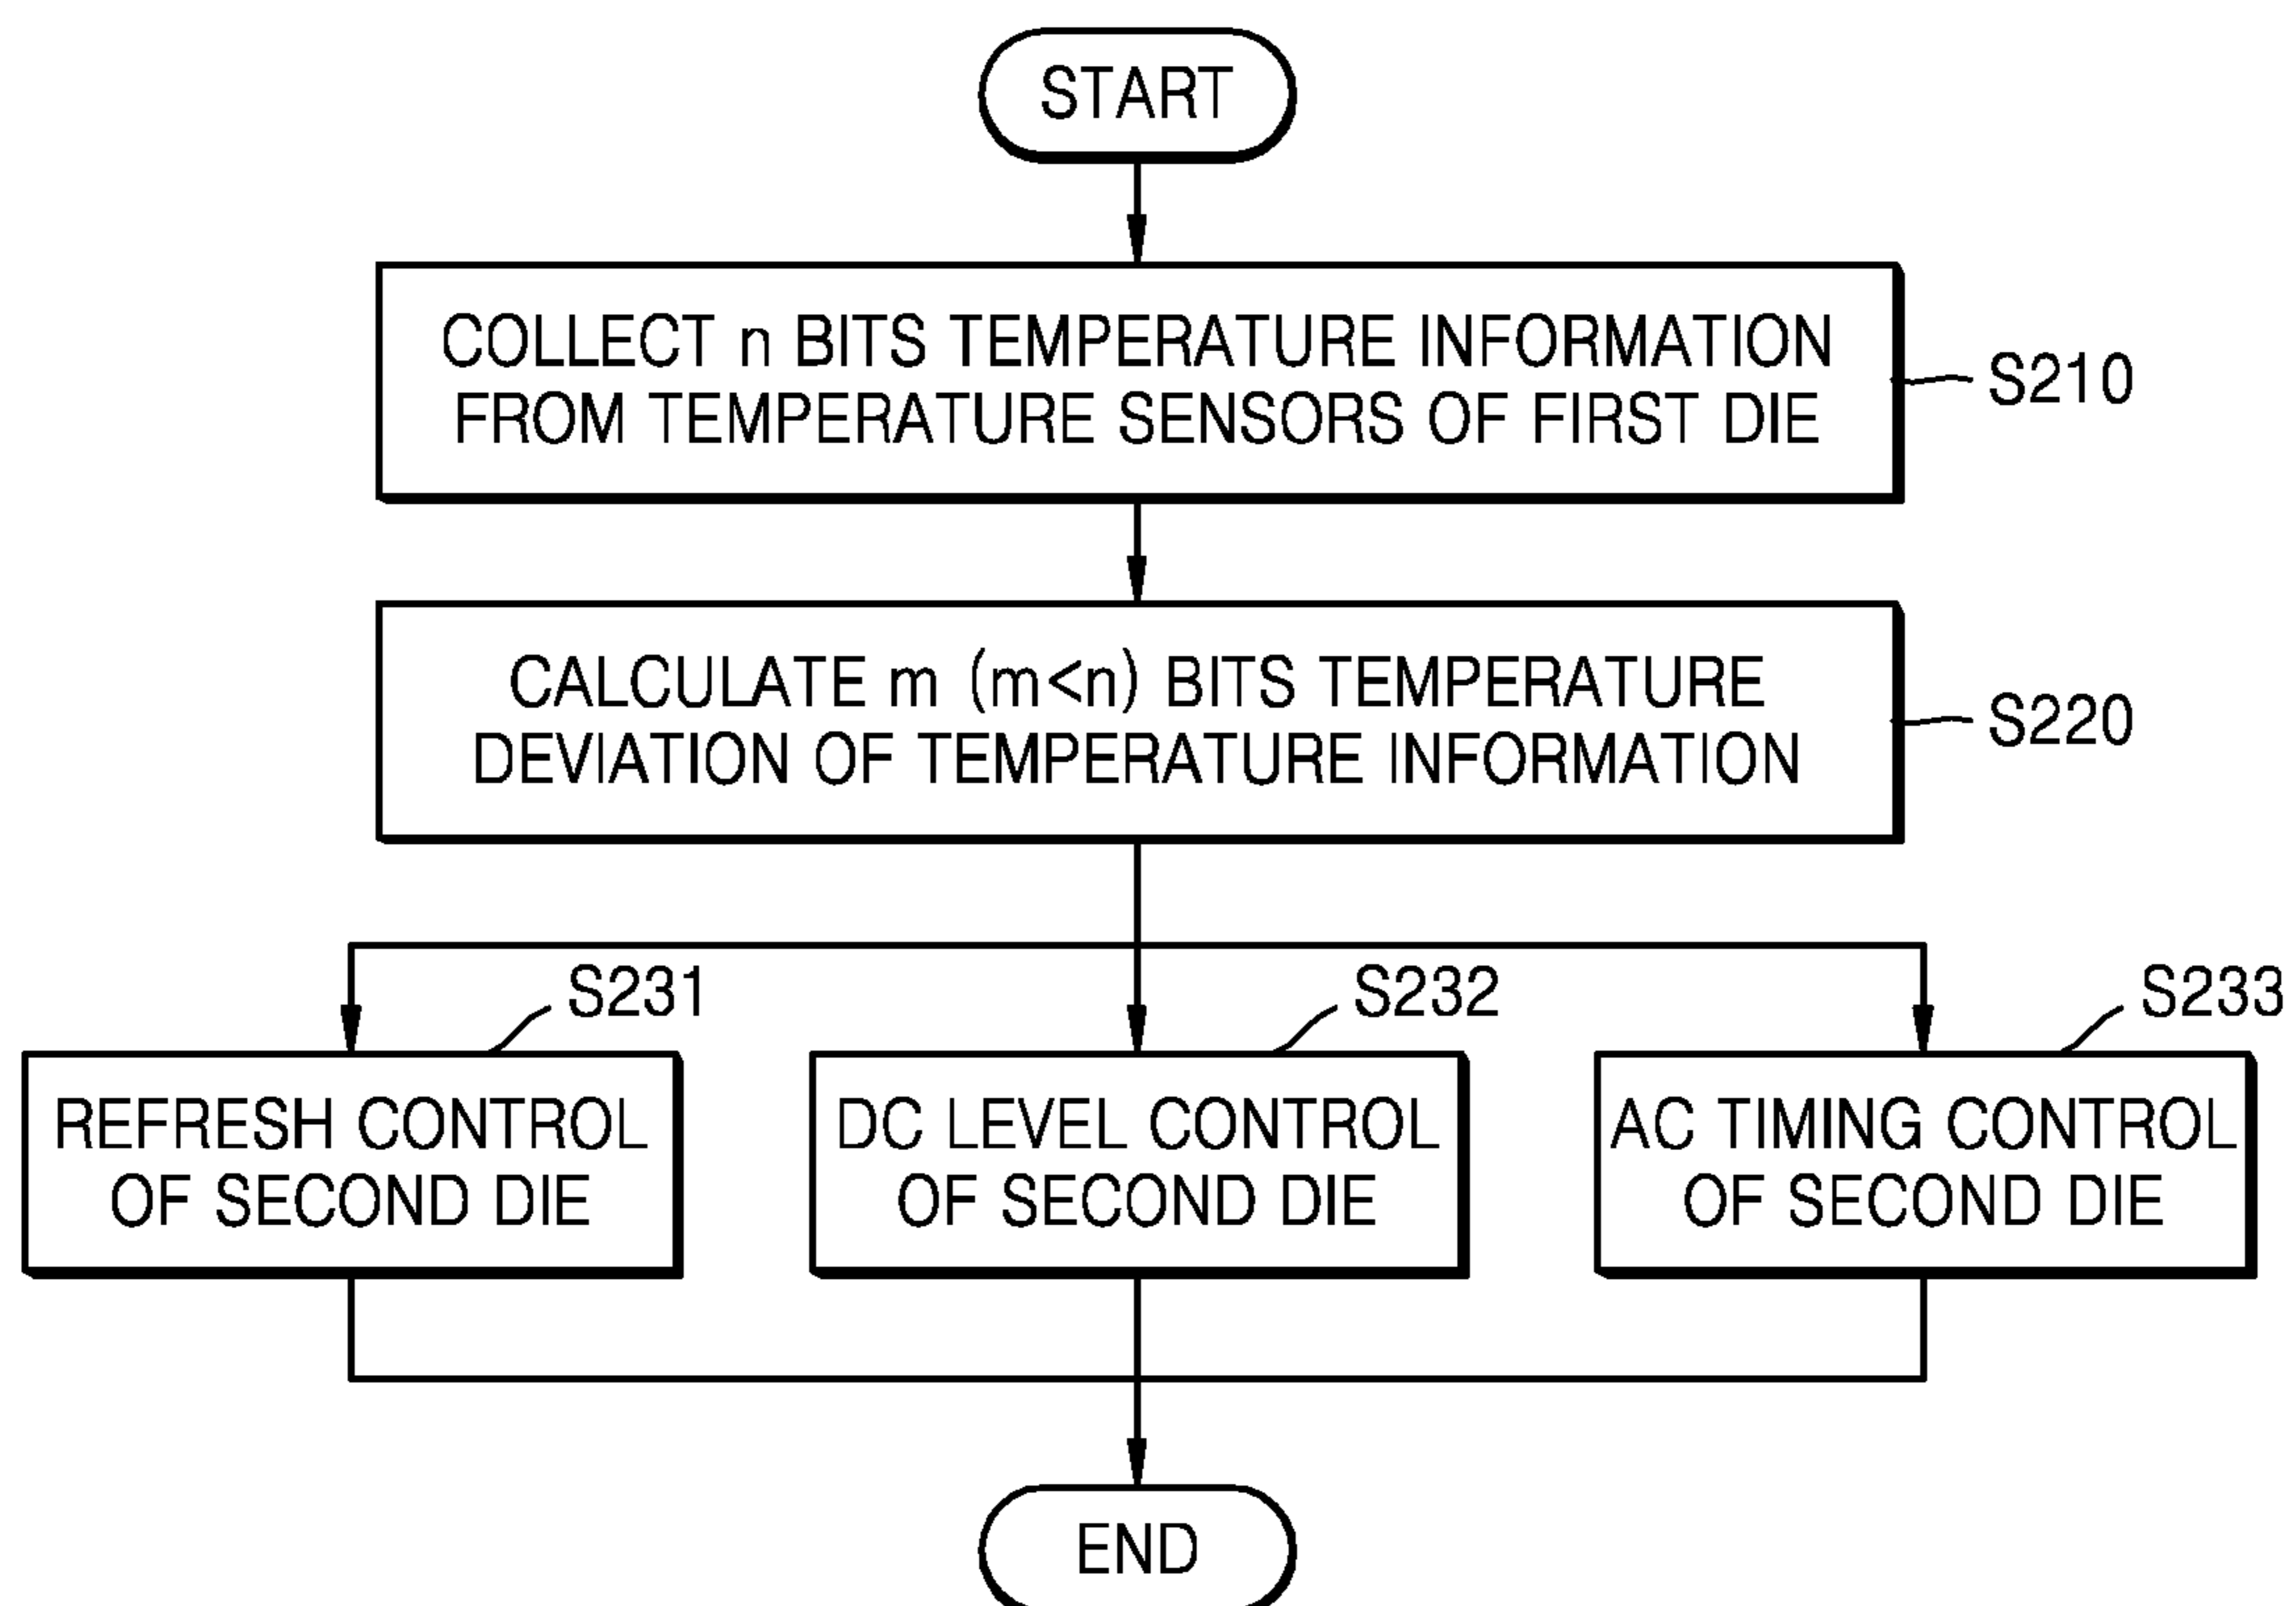 START
COLLECT n BITS TEMPERATURE INFORMATION
FROM TEMPERATURE SENSORS OF FIRST DIE
S210
CALCULATE m (m<n) BITS TEMPERATURE
DEVIATION OF TEMPERATURE INFORMATION
S220
S231
REFRESH CONTROL
OF SECOND DIE
S232
DC LEVEL CONTROL
OF SECOND DIE
S233
AC TIMING CONTROL
OF SECOND DIE
END